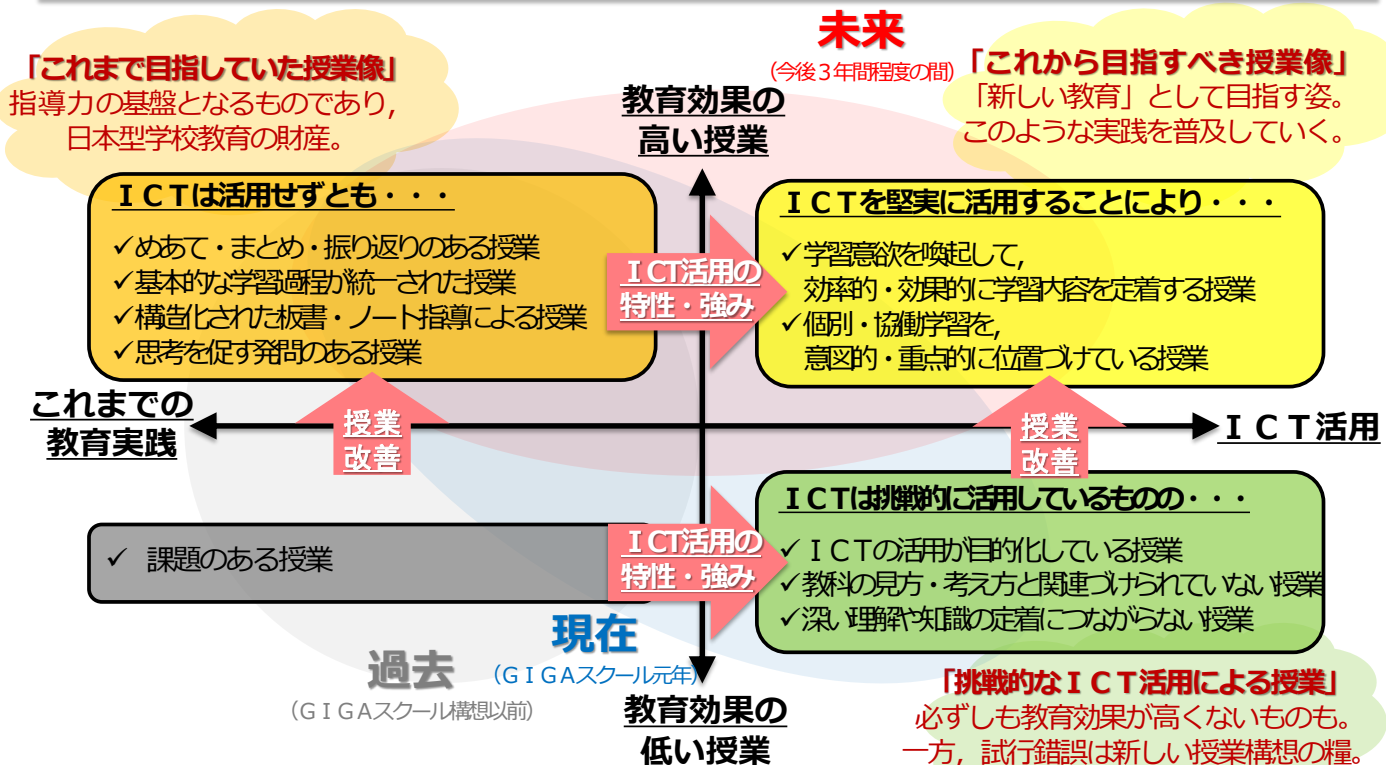 未来
(今後3年間程度の間)
「これまで目指していた授業像」
指導力の基盤となるものであり,
日本型学校教育の財産。
「これから目指すべき授業像」
「新しい教育」として目指す姿。
このような実践を普及していく。
教育効果の
高い授業
ICTは活用せずとも・・・
✓めあて・まとめ・振り返りのある授業
✓基本的な学習過程が統一された授業
✓構造化された板書・ノート指導による授業
✓思考を促す発問のある授業
ICT活用の
特性・強み
ICTを堅実に活用することにより・・・
✓学習意欲を喚起して,
効率的・効果的に学習内容を定着する授業
✓個別・協働学習を,
意図的・重点的に位置づけている授業
これまでの
教育実践
授業
改善
授業
改善
ICT活用
✓ 課題のある授業
ICT活用の
特性・強み
ICTは挑戦的に活用しているものの・・・
✓ICTの活用が目的化している授業
✓教科の見方・考え方と関連づけられていない授業
✓深い理解や知識の定着につながらない授業
現在
(GIGAスクール元年)
過去
(GIGAスクール構想以前)
教育効果の
低い授業
「挑戦的なICT活用による授業」
必ずしも教育効果が高くないものも。
一方,試行錯誤は新しい授業構想の糧。